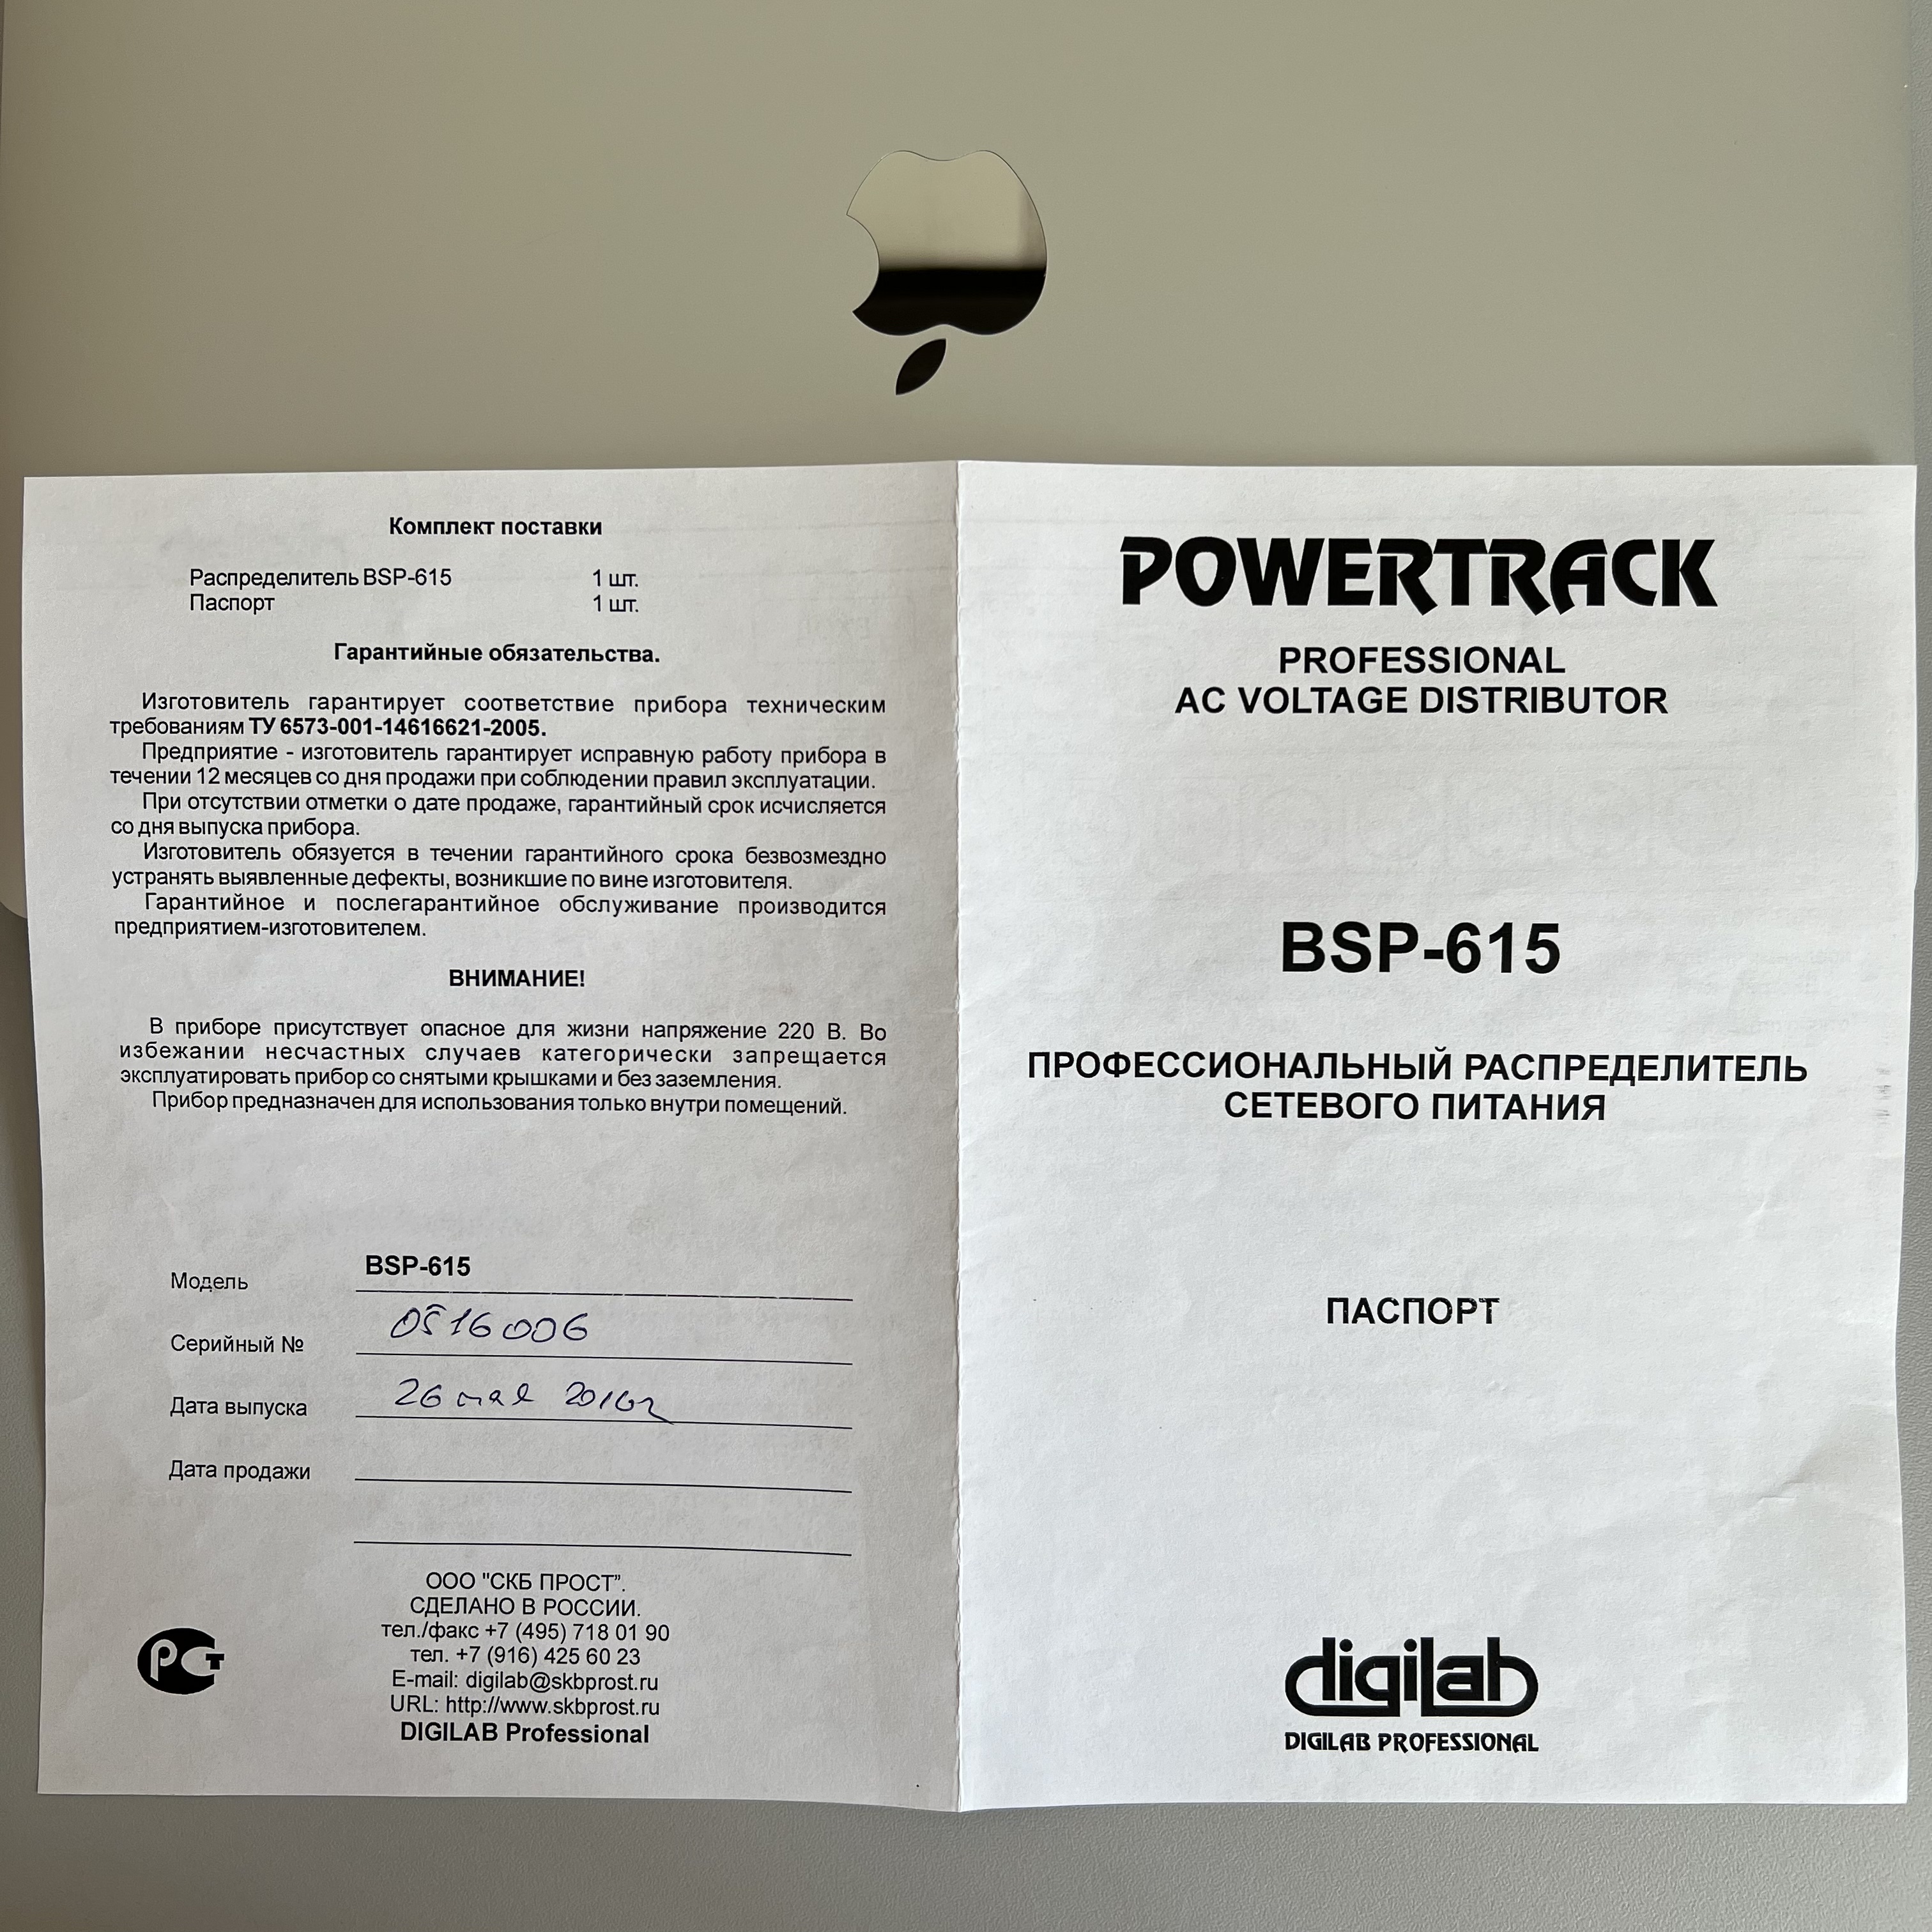 Комплект поставки
Распределитель BSP-615 1 шт.
Паспорт 1 шт.
Гарантийные обязательства.
Изготовитель гарантирует соответствие прибора техническим
требованиям ТУ 6573-001-14616621-2005.
Предприятие - изготовитель гарантирует исправную работу прибора в
течении 12 месяцев со дня продажи при соблюдении правил эксплуатации.
При отсутствии отметки о дате продаже, гарантийный срок исчисляется
со дня выпуска прибора.
Изготовитель обязуется в течении гарантийного срока безвозмездно
устранять выявленные дефекты, возникшие по вине изготовителя.
Гарантийное и послегарантийное обслуживание производится
предприятием-изготовителем.
ВНИМАНИЕ!
В приборе присутствует опасное для жизни напряжение 220 В. Во
избежании несчастных случаев категорически запрещается
эксплуатировать прибор со снятыми крышками и без заземления.
Прибор предназначен для использования только внутри помещений.
Модель BSP-615
Серийный № 0516006
Дата выпуска 26 мая 2016г
Дата продажи
ООО "СКБ ПРОСТ”.
СДЕЛАНО В РОССИИ.
тел./факс +7 (495) 718 01 90
тел. +7 (916) 425 60 23
E-mail: digilab@skbprost.ru
URL: http://www.skbprost.ru
DIGILAB Professional
РСТ
POWERTRACK
PROFESSIONAL
AC VOLTAGE DISTRIBUTOR
BSP-615
ПРОФЕССИОНАЛЬНЫЙ РАСПРЕДЕЛИТЕЛЬ
СЕТЕВОГО ПИТАНИЯ
ПАСПОРТ
digilab
DIGILAB PROFESSIONAL